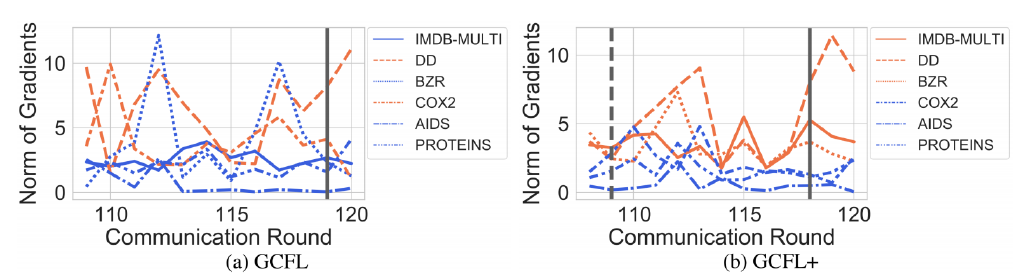 Norm of Gradients
10
5
0
110
115
120
Communication Round
(a) GCFL
IMDB-MULTI
DD
BZR
COX2
AIDS
PROTEINS
Norm of Gradients
10
5
0
110
115
120
Communication Round
(b) GCFL+
IMDB-MULTI
DD
BZR
COX2
AIDS
PROTEINS